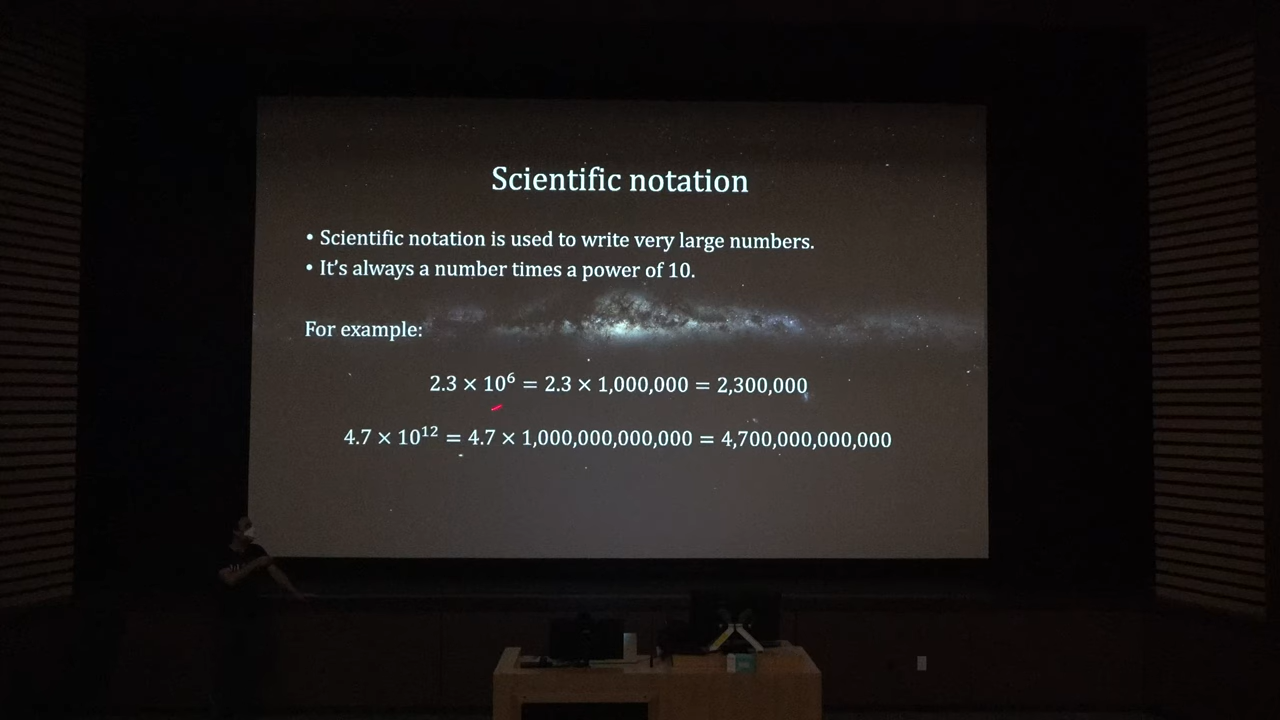 Scientific notation
• Scientific notation is used to write very large numbers.
• It's always a number times a power of 10.
For example:
2.3 × 10⁶ = 2.3 × 1,000,000 = 2,300,000
4.7 × 10¹² = 4.7 × 1,000,000,000,000 = 4,700,000,000,000